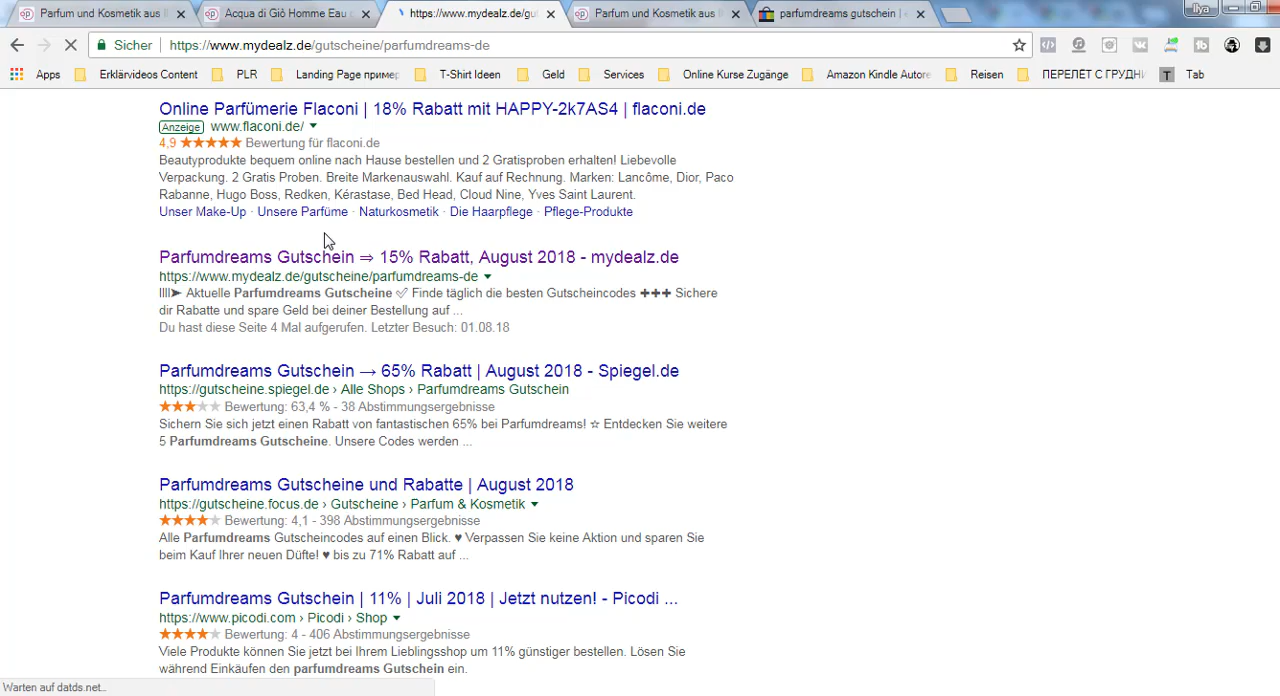 Parfum und Kosmetik aus
Acqua di Giò Homme Eau
https://www.mydealz.de/gu
Parfum und Kosmetik aus
parfumdreams gutschein |
Ilya
Sicher | https://www.mydealz.de/gutscheine/parfumdreams-de
Apps Erklärvideos Content PLR Landing Page пример T-Shirt Ideen Geld Services Online Kurse Zugänge Amazon Kindle Autore Reisen ПЕРЕЛЁТ С ГРУДН T Tab
Online Parfümerie Flaconi | 18% Rabatt mit HAPPY-2k7AS4 | flaconi.de
Anzeige www.flaconi.de/
4,9 ★★★★★ Bewertung für flaconi.de
Beautyprodukte bequem online nach Hause bestellen und 2 Gratisproben erhalten! Liebevolle
Verpackung. 2 Gratis Proben. Breite Markenauswahl. Kauf auf Rechnung. Marken: Lancôme, Dior, Paco
Rabanne, Hugo Boss, Redken, Kérastase, Bed Head, Cloud Nine, Yves Saint Laurent.
Unser Make-Up · Unsere Parfüme · Naturkosmetik · Die Haarpflege · Pflege-Produkte
Parfumdreams Gutschein ⇒ 15% Rabatt, August 2018 - mydealz.de
https://www.mydealz.de/gutscheine/parfumdreams-de
llll➤ Aktuelle Parfumdreams Gutscheine ✅ Finde täglich die besten Gutscheincodes ✚✚✚ Sichere
dir Rabatte und spare Geld bei deiner Bestellung auf ...
Du hast diese Seite 4 Mal aufgerufen. Letzter Besuch: 01.08.18
Parfumdreams Gutschein → 65% Rabatt | August 2018 - Spiegel.de
https://gutscheine.spiegel.de › Alle Shops › Parfumdreams Gutschein
★★★☆☆ Bewertung: 63,4 % - 38 Abstimmungsergebnisse
Sichern Sie sich jetzt einen Rabatt von fantastischen 65% bei Parfumdreams! ☆ Entdecken Sie weitere
5 Parfumdreams Gutscheine. Unsere Codes werden ...
Parfumdreams Gutscheine und Rabatte | August 2018
https://gutscheine.focus.de › Gutscheine › Parfum & Kosmetik
★★★★☆ Bewertung: 4,1 - 398 Abstimmungsergebnisse
Alle Parfumdreams Gutscheincodes auf einen Blick. ♥ Verpassen Sie keine Aktion und sparen Sie
beim Kauf Ihrer neuen Düfte! ♥ bis zu 71% Rabatt auf ...
Parfumdreams Gutschein | 11% | Juli 2018 | Jetzt nutzen! - Picodi ...
https://www.picodi.com › Picodi › Shop
★★★★☆ Bewertung: 4 - 406 Abstimmungsergebnisse
Viele Produkte können Sie jetzt bei Ihrem Lieblingsshop um 11% günstiger bestellen. Lösen Sie
während Einkäufen den parfumdreams Gutschein ein.
Warten auf datds.net...